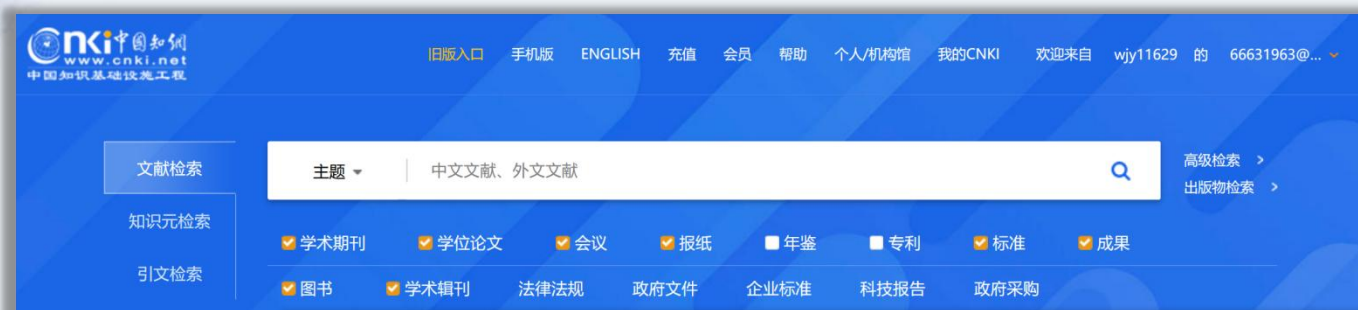 Cnki中国知网
www.cnki.net
中国知识基础设施工程
旧版入口 手机版 ENGLISH 充值 会员 帮助 个人/机构馆 我的CNKI 欢迎来自 wjy11629 的 66631963@...
文献检索
主题 中文文献、外文文献
高级检索 >
出版物检索 >
知识元检索
学术期刊 学位论文 会议 报纸 年鉴 专利 标准 成果
引文检索
图书 学术辑刊 法律法规 政府文件 企业标准 科技报告 政府采购